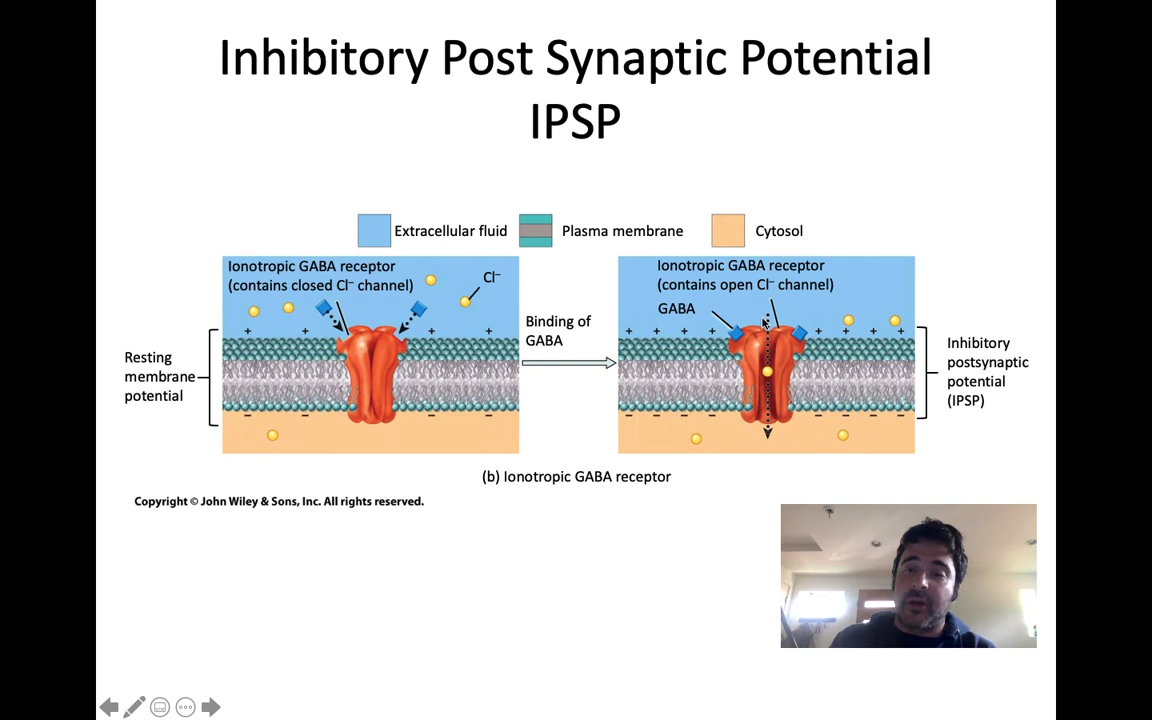 Inhibitory Post Synaptic Potential
IPSP
Extracellular fluid
Plasma membrane
Cytosol
Ionotropic GABA receptor
(contains closed Cl⁻ channel)
Cl⁻
Resting
membrane
potential
Binding of
GABA
Ionotropic GABA receptor
(contains open Cl⁻ channel)
GABA
Inhibitory
postsynaptic
potential
(IPSP)
(b) Ionotropic GABA receptor
Copyright © John Wiley & Sons, Inc. All rights reserved.